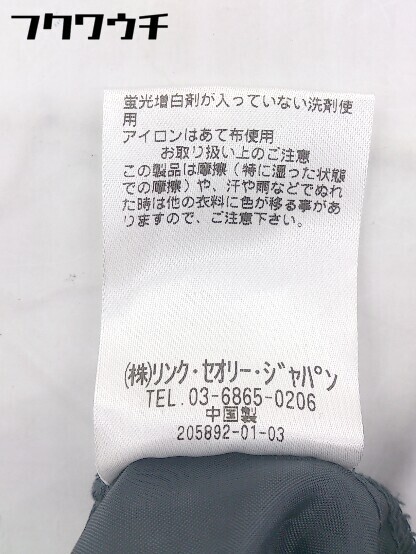 フクワウチ
蛍光増白剤が入っていない洗剤使
用
アイロンはあて布使用
お取り扱い上のご注意
この製品は摩擦(特に湿った状態
での摩擦)や、汗や雨などでぬれ
た時は他の衣料に色が移る事があ
りますので、ご注意下さい。
(株)リンク・セオリー・ジャパン
TEL.03-6865-0206
中国製
205892-01-03